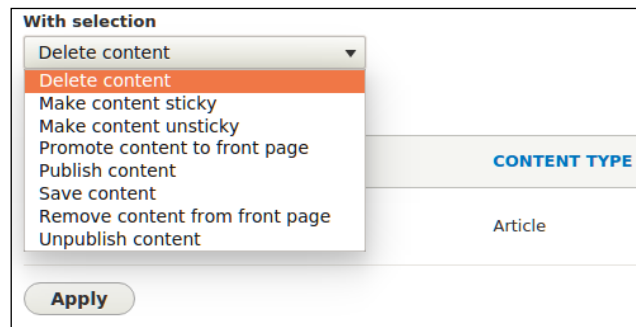 With selection
Delete content
Delete content
Make content sticky
Make content unsticky
Promote content to front page
Publish content
Save content
Remove content from front page
Unpublish content
CONTENT TYPE
Article
Apply